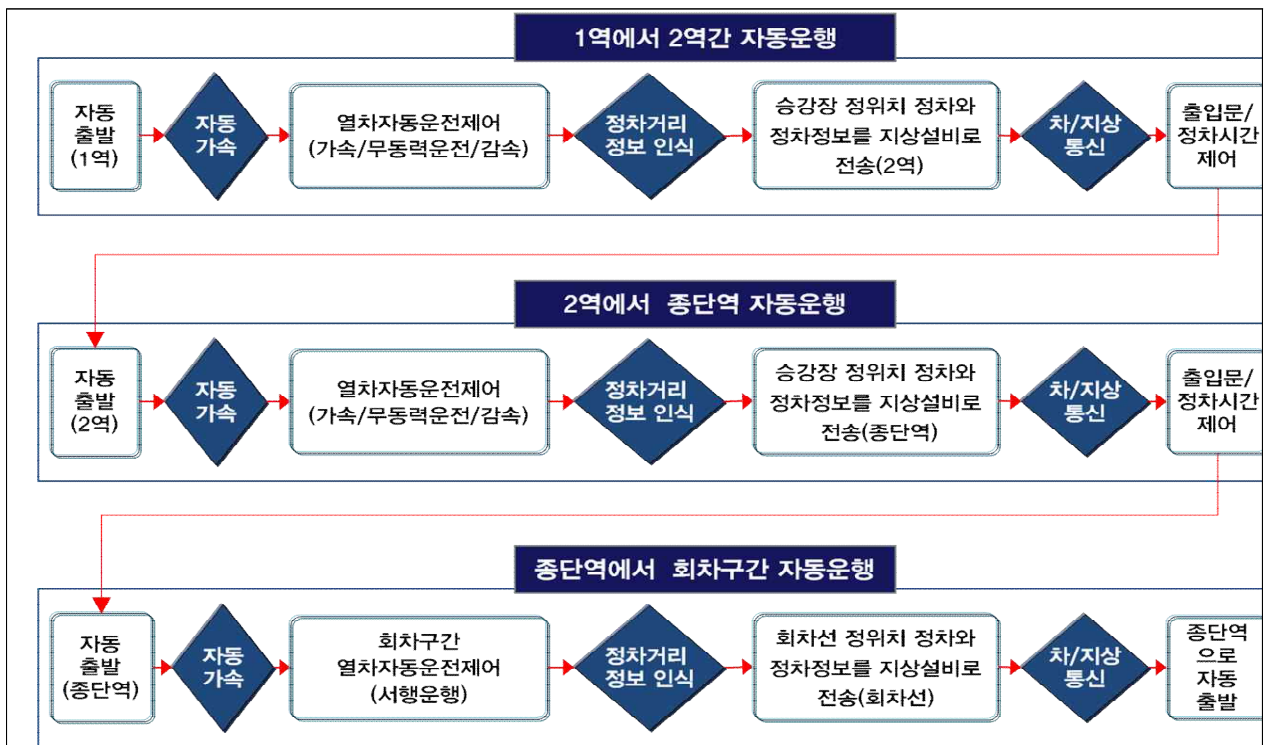 1역에서 2역간 자동운행
자동
출발
(1역)
자동
가속
열차자동운전제어
(가속/무동력운전/감속)
정차거리
정보 인식
승강장 정위치 정차와
정차정보를 지상설비로
전송(2역)
차/지상
통신
출입문/
정차시간
제어
2역에서 종단역 자동운행
자동
출발
(2역)
자동
가속
열차자동운전제어
(가속/무동력운전/감속)
정차거리
정보 인식
승강장 정위치 정차와
정차정보를 지상설비로
전송(종단역)
차/지상
통신
출입문/
정차시간
제어
종단역에서 회차구간 자동운행
자동
출발
(종단역)
자동
가속
회차구간
열차자동운전제어
(서행운행)
정차거리
정보 인식
회차선 정위치 정차와
정차정보를 지상설비로
전송(회차선)
차/지상
통신
종단역
으로
자동
출발